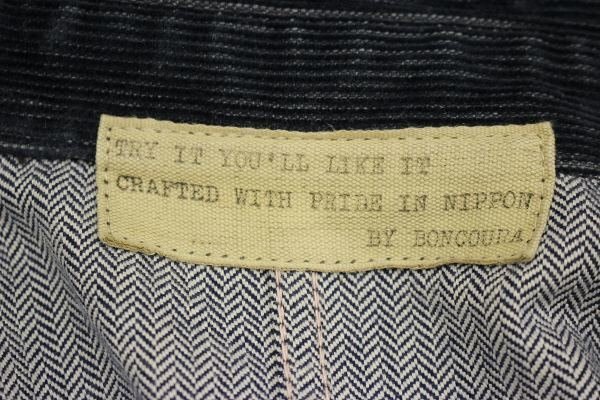 TRY IT YOU'LL LIKE IT
CRAFTED WITH PRIDE IN NIPPON
BY BONCOURA